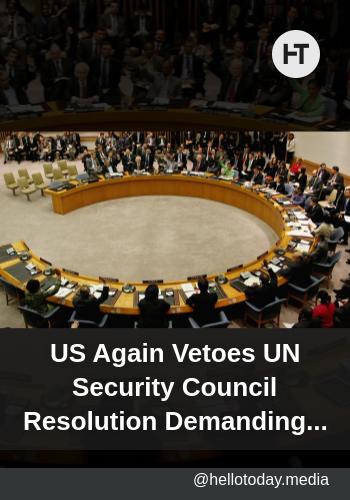 HT
US Again Vetoes UN
Security Council
Resolution Demanding...
@hellotoday.media